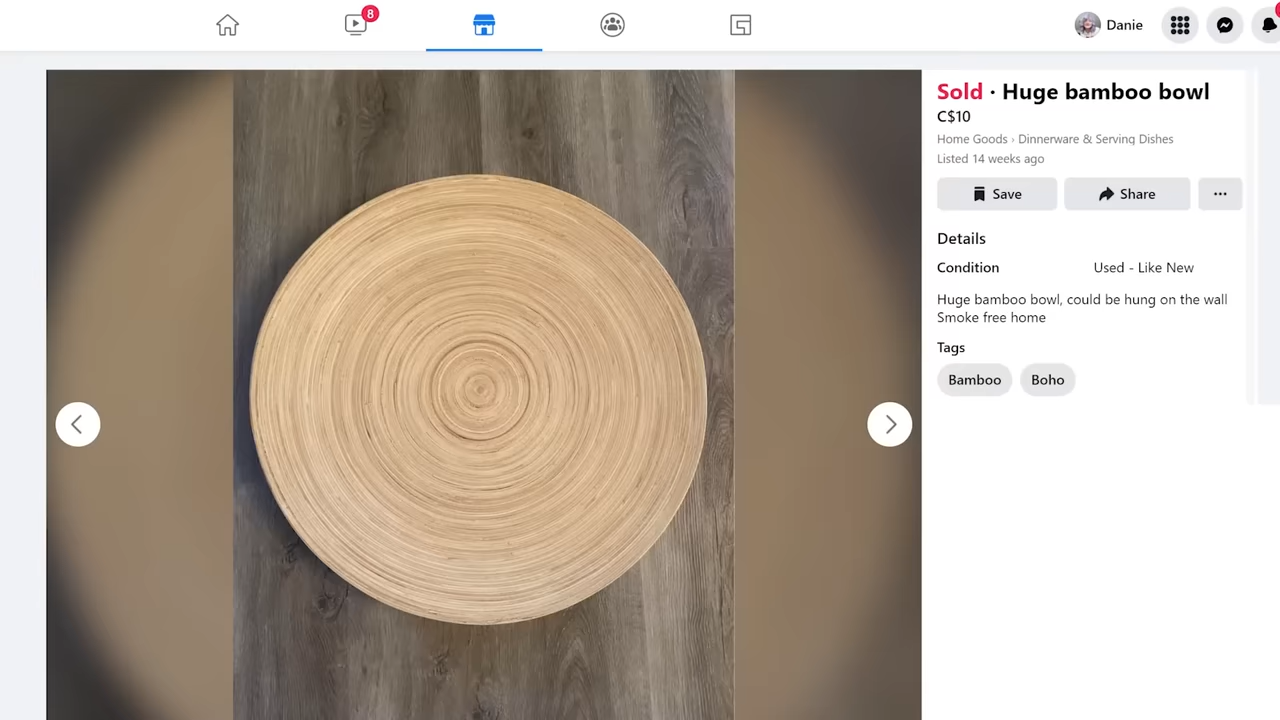 8
Danie
Sold · Huge bamboo bowl
C$10
Home Goods › Dinnerware & Serving Dishes
Listed 14 weeks ago
Save
Share
Details
Condition Used - Like New
Huge bamboo bowl, could be hung on the wall
Smoke free home
Tags
Bamboo Boho